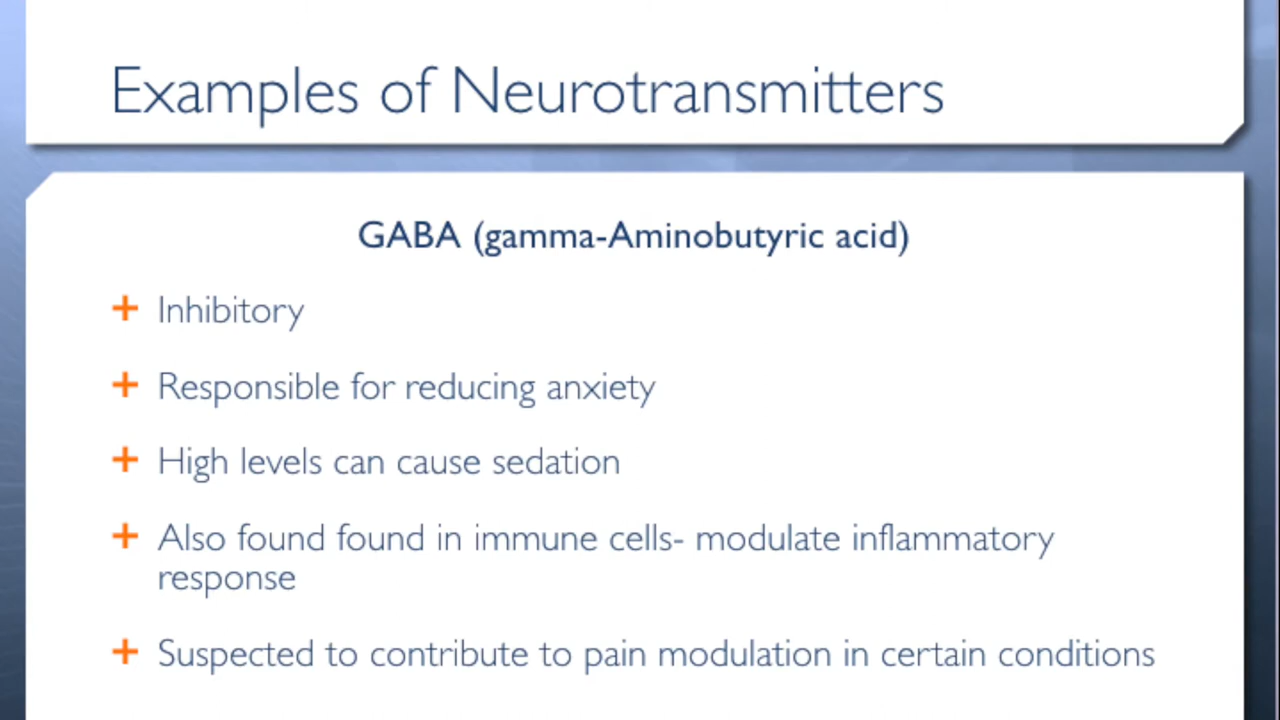 Examples of Neurotransmitters
GABA (gamma-Aminobutyric acid)
+ Inhibitory
+ Responsible for reducing anxiety
+ High levels can cause sedation
+ Also found found in immune cells- modulate inflammatory
response
+ Suspected to contribute to pain modulation in certain conditions